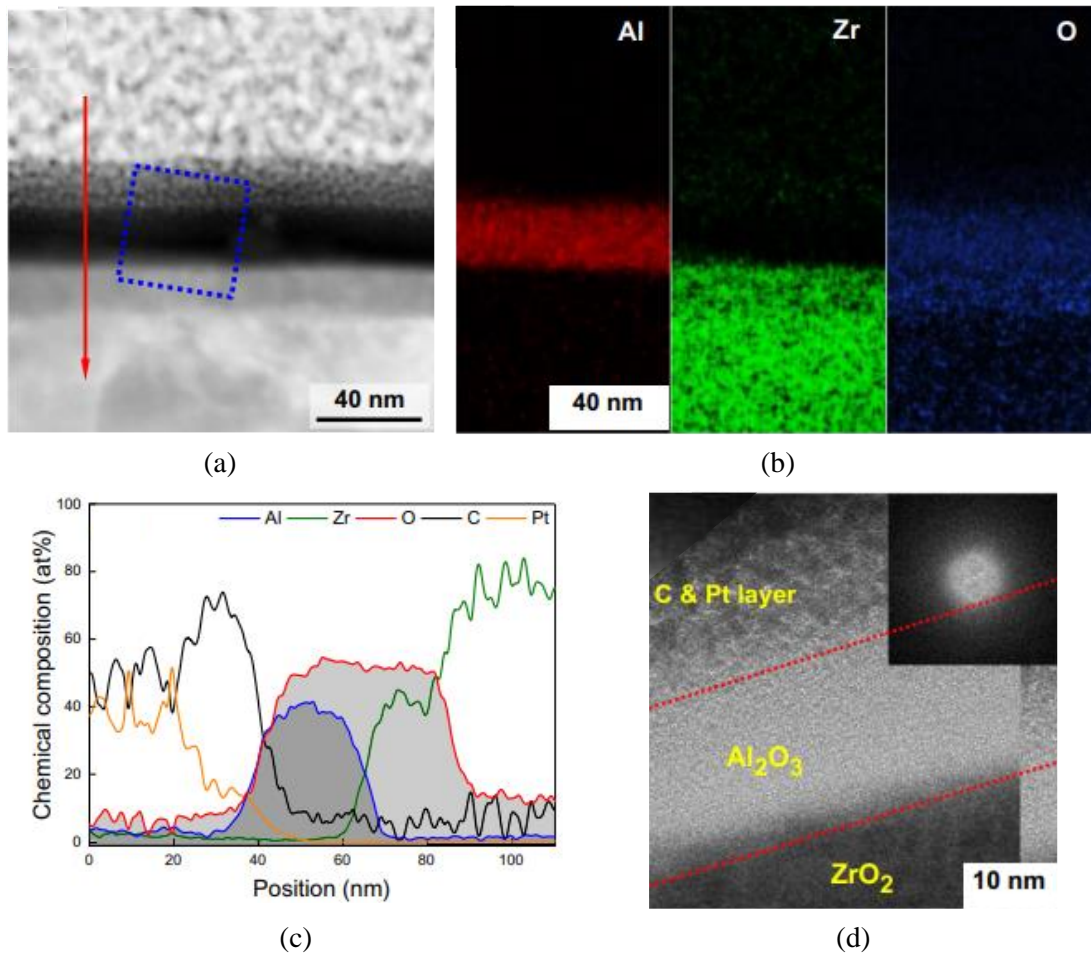 40 nm
(a)
Al Zr O
40 nm
(b)
Al Zr O C Pt
Chemical composition (at%)
100
80
60
40
20
0
0 20 40 60 80 100
Position (nm)
(c)
C & Pt layer
Al₂O₃
ZrO₂
10 nm
(d)